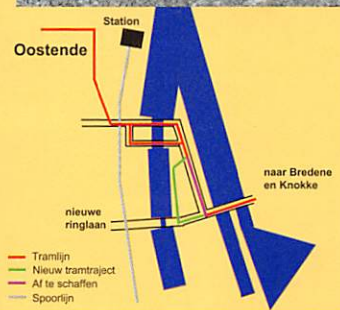 Station
Oostende
naar Bredene
en Knokke
nieuwe
ringlaan
Tramlijn
Nieuw tramtraject
Af te schaffen
Spoorlijn